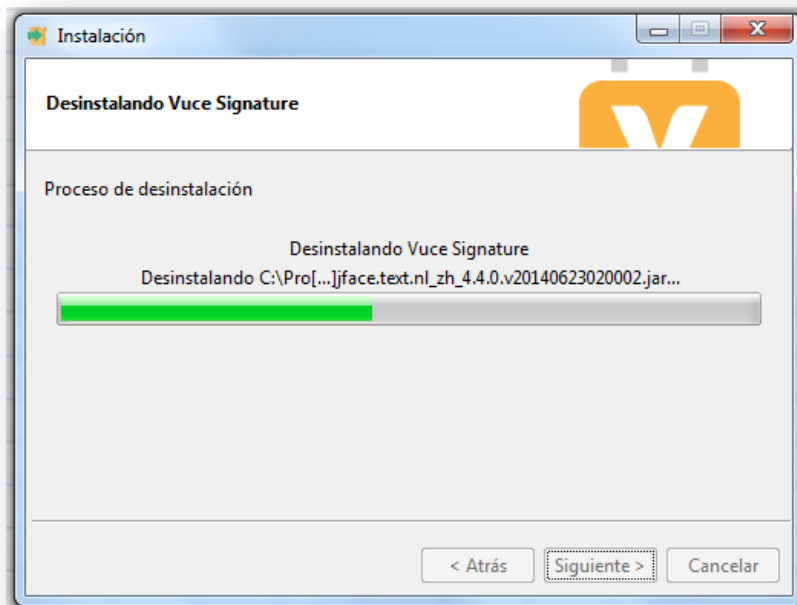 Instalación
Desinstalando Vuce Signature
Proceso de desinstalación
Desinstalando Vuce Signature
Desinstalando C:\Pro[...]jface.text.nl_zh_4.4.0.v20140623020002.jar...
< Atrás
Siguiente >
Cancelar